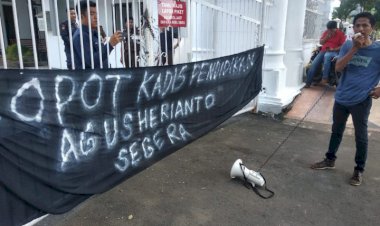 COPOT KADIS PENDIDIKAN
AGUS HERIANTO
SEGERA